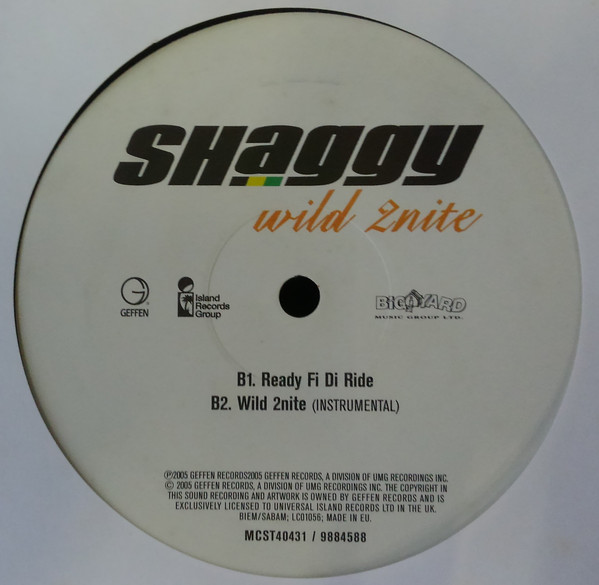 SHaggy
wild 2nite
GEFFEN
Island
Records
Group
BIG YARD
MUSIC GROUP LTD.
B1. Ready Fi Di Ride
B2. Wild 2nite (INSTRUMENTAL)
℗2005 GEFFEN RECORDS2005 GEFFEN RECORDS, A DIVISION OF UMG RECORDINGS INC.
© 2005 GEFFEN RECORDS, A DIVISION OF UMG RECORDINGS INC. THE COPYRIGHT IN
THIS SOUND RECORDING AND ARTWORK IS OWNED BY GEFFEN RECORDS AND IS
EXCLUSIVELY LICENSED TO UNIVERSAL ISLAND RECORDS LTD IN THE UK.
BIEM/SABAM; LC01056; MADE IN EU.
MCST40431 / 9884588